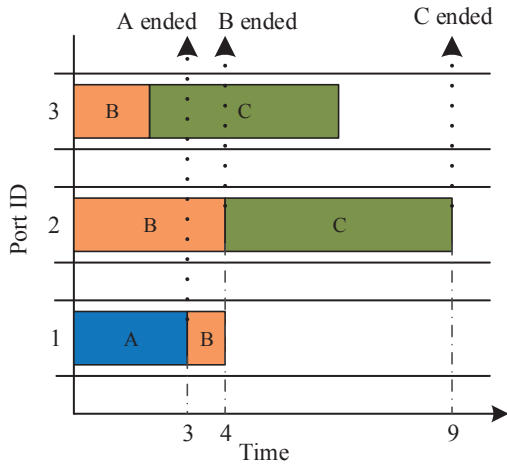 A ended B ended C ended
3 B C
Port ID
2 B C
1 A B
3 4 9
Time